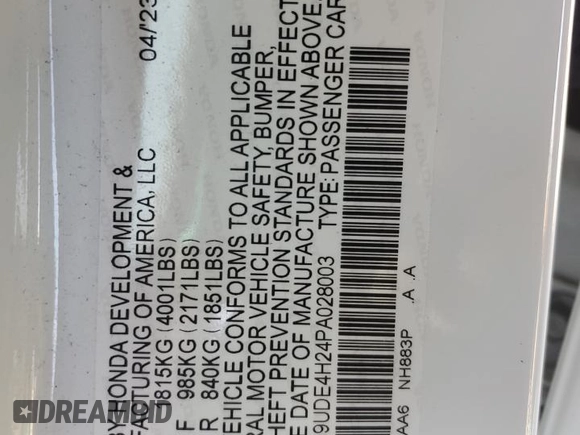 BY HONDA DEVELOPMENT & 04/'23
FACTURING OF AMERICA, LLC
815KG (4001LBS)
F 985KG (2171LBS)
R 840KG (1851LBS)
EHICLE CONFORMS TO ALL APPLICABLE
RAL MOTOR VEHICLE SAFETY, BUMPER,
HEFT PREVENTION STANDARDS IN EFFECT
E DATE OF MANUFACTURE SHOWN ABOVE.
9UDE4H24PA028003 TYPE: PASSENGER CAR
AA6 NH883P .A .A
DREAMOID
.COM